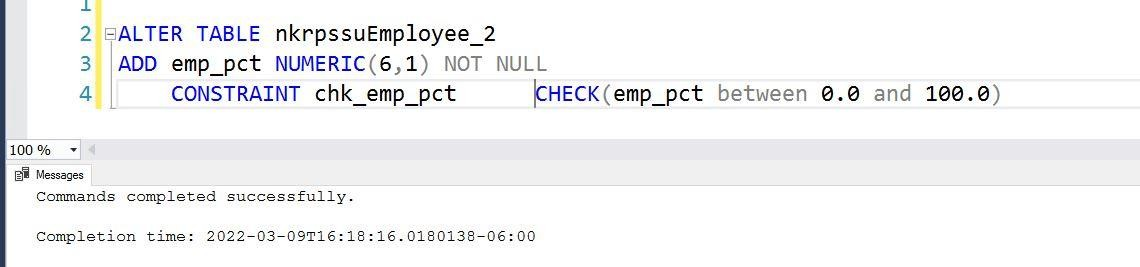 1
2 ALTER TABLE nkrpssuEmployee_2
3 ADD emp_pct NUMERIC(6,1) NOT NULL
4 CONSTRAINT chk_emp_pct CHECK(emp_pct between 0.0 and 100.0)
100 %
Messages
Commands completed successfully.
Completion time: 2022-03-09T16:18:16.0180138-06:00